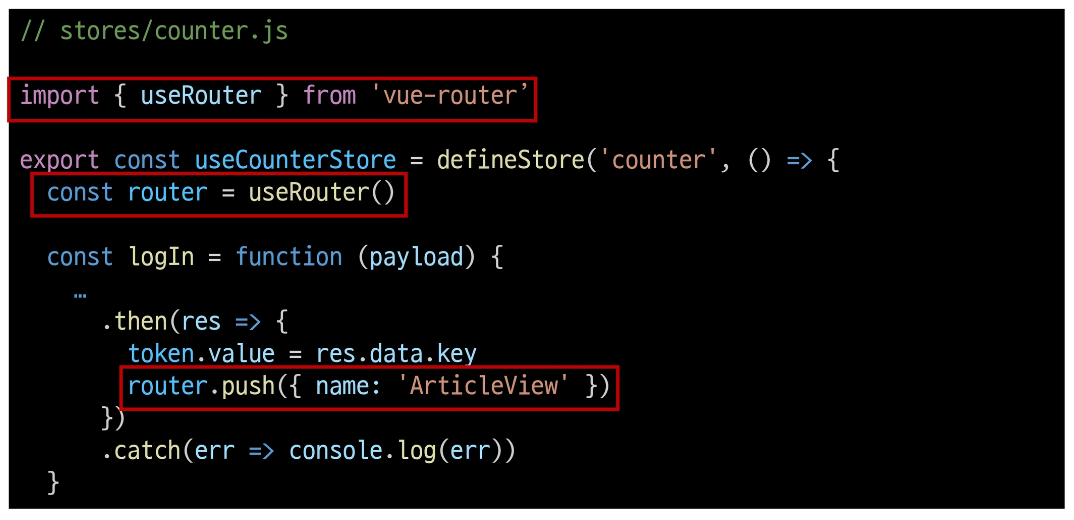 // stores/counter.js
import { useRouter } from 'vue-router’
export const useCounterStore = defineStore('counter', () => {
const router = useRouter()
const logIn = function (payload) {
…
.then(res => {
token.value = res.data.key
router.push({ name: 'ArticleView' })
})
.catch(err => console.log(err))
}